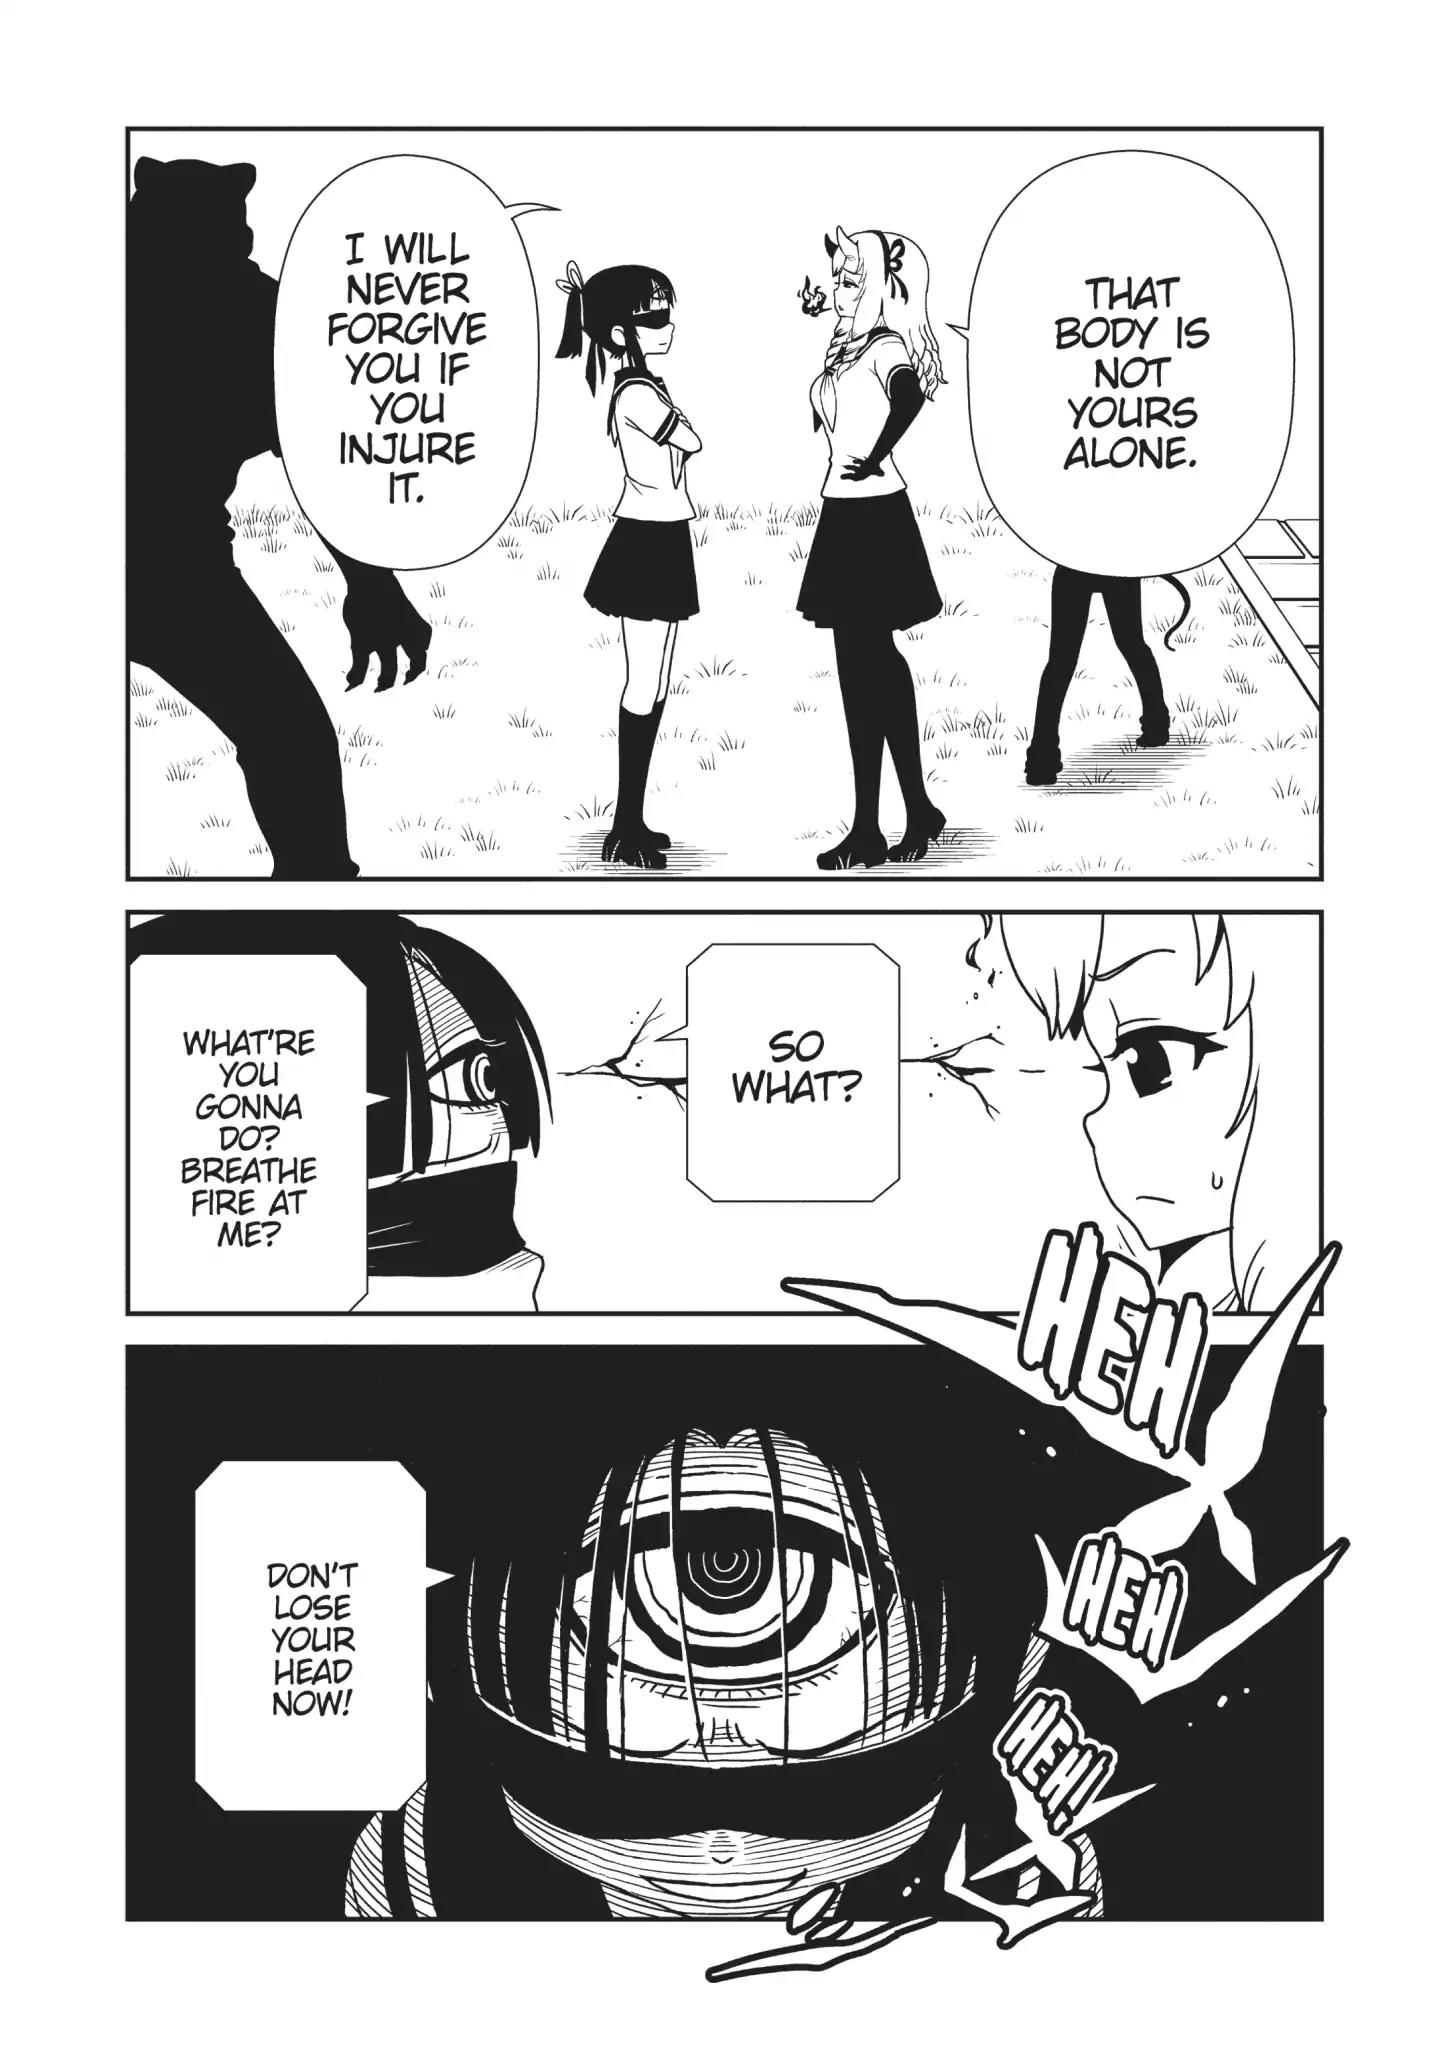 THAT
BODY IS
NOT
YOURS
ALONE.
I WILL
NEVER
FORGIVE
YOU IF
YOU
INJURE
IT.
SO
WHAT?
WHAT'RE
YOU
GONNA
DO?
BREATHE
FIRE AT
ME?
HEH
HEH
HEH!
DON'T
LOSE
YOUR
HEAD
NOW!